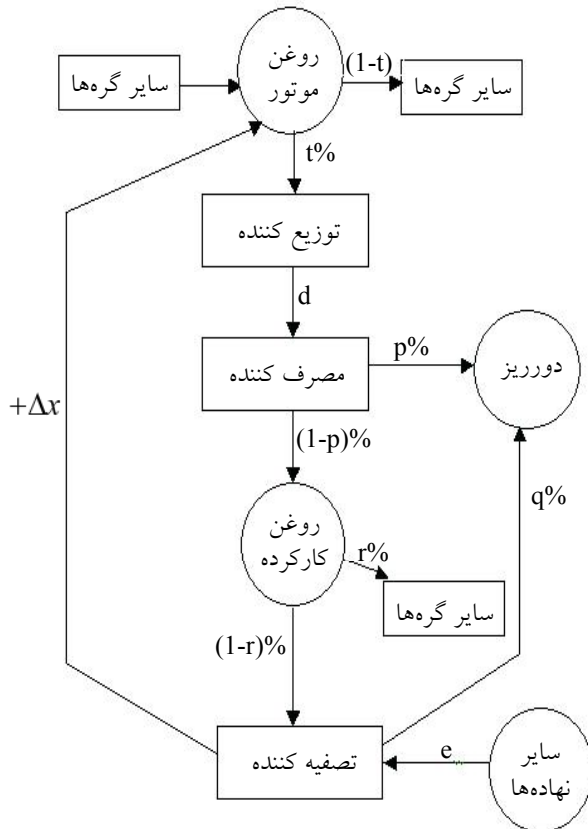 روغن
موتور
سایر گره‌ها
(1-t)
سایر گره‌ها
t%
توزیع کننده
d
مصرف کننده
p%
دورریز
+Δx
(1-p)%
q%
روغن
کارکرده
r%
سایر گره‌ها
(1-r)%
تصفیه کننده
e
سایر
نهاده‌ها